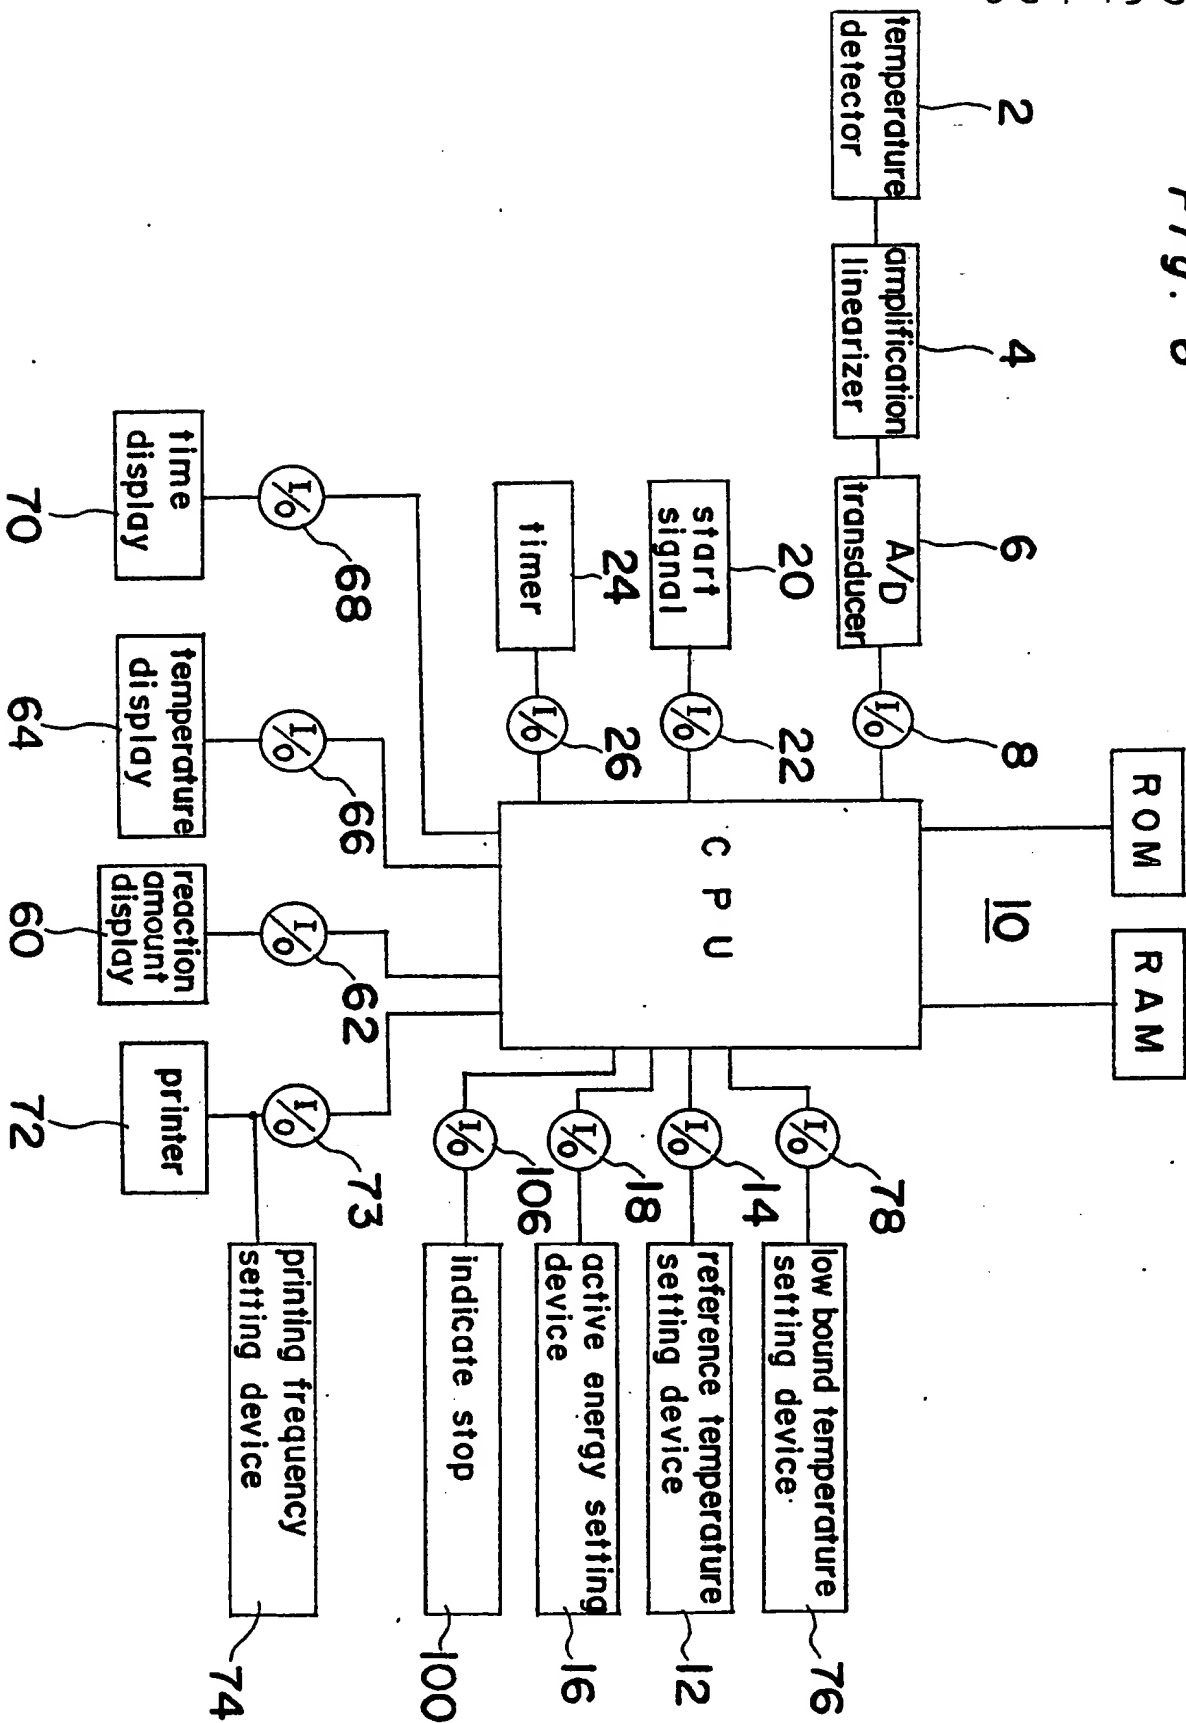 Fig. 8
temperature
detector
2
amplification
linearizer
4
A/D
transducer
6
I/O
8
ROM
RAM
10
CPU
start
signal
20
I/O
22
timer
24
I/O
26
time
display
70
I/O
68
temperature
display
64
I/O
66
reaction
amount
display
60
I/O
62
printer
72
I/O
73
printing frequency
setting device
74
indicate stop
100
I/O
106
active energy setting
device
16
I/O
18
reference temperature
setting device
12
I/O
14
low bound temperature
setting device
76
I/O
78